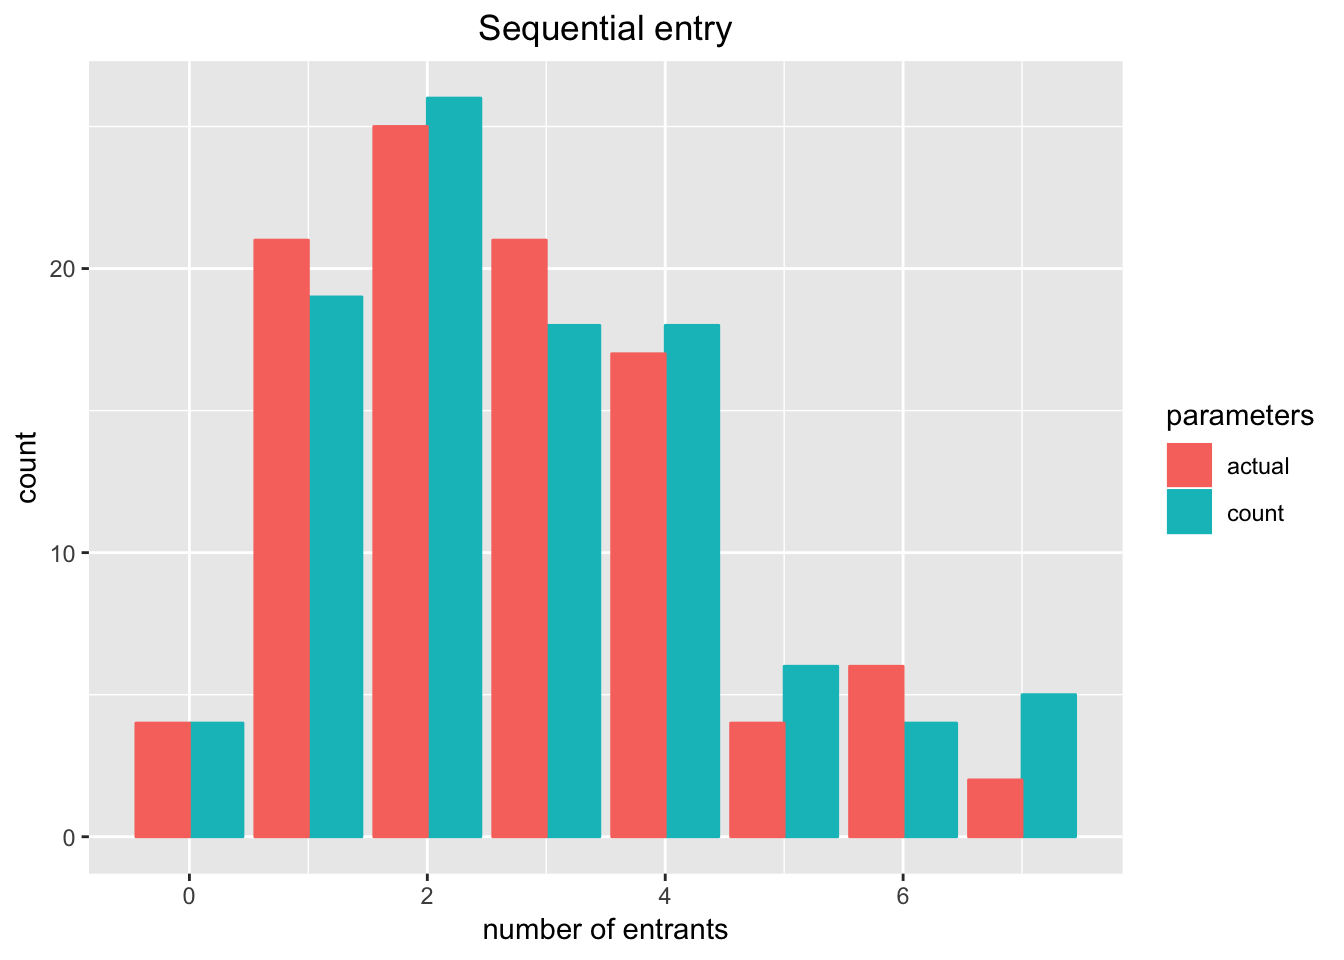 Sequential entry
count
20
10
0
0
2
4
6
number of entrants
parameters
actual
count